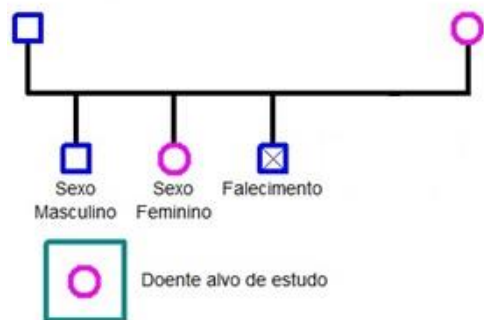 Sexo Masculino
Sexo Feminino
Falecimento
Doente alvo de estudo